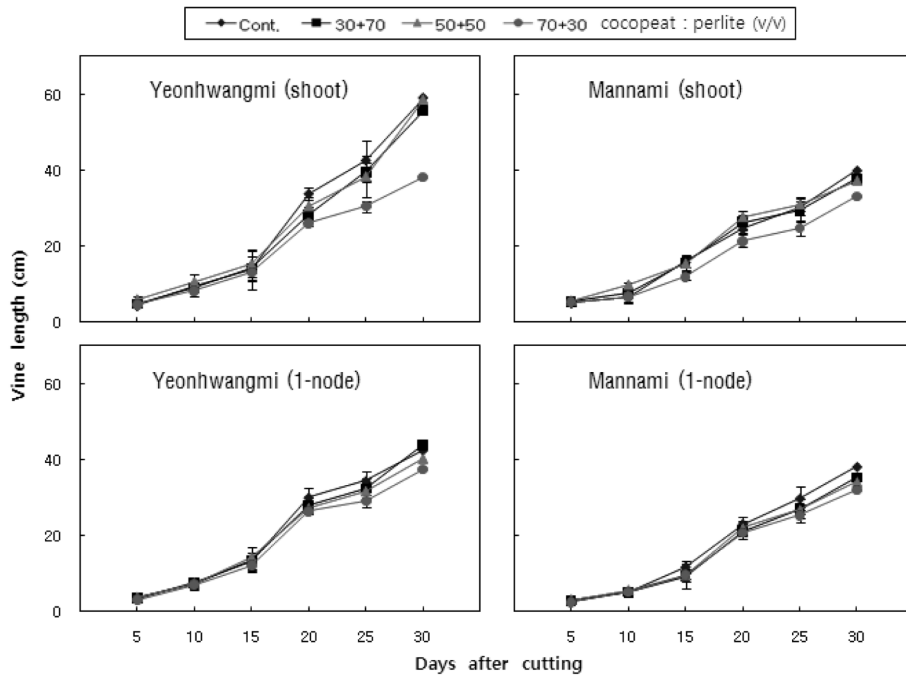 Cont. 30+70 50+50 70+30 cocopeat : perlite (v/v)
Yeonhwangmi (shoot)
Mannami (shoot)
60
40
20
0
Yeonhwangmi (1-node)
Mannami (1-node)
60
40
20
0
5 10 15 20 25 30
5 10 15 20 25 30
Vine length (cm)
Days after cutting